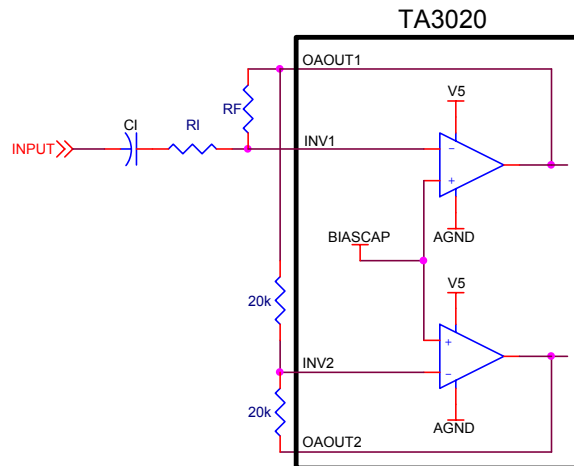 TA3020
OAOUT1
V5
CI
RI
RF
INPUT
INV1
-
+
AGND
BIASCAP
V5
20k
+
INV2
-
20k
AGND
OAOUT2